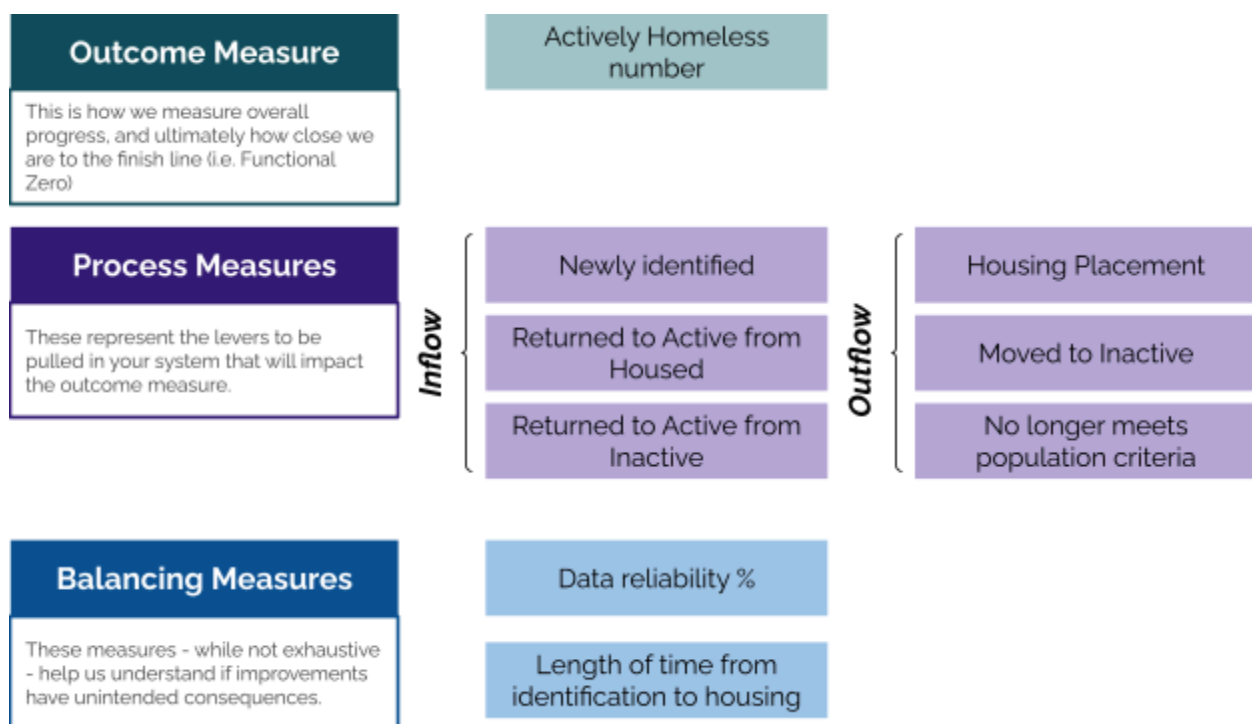 Outcome Measure
This is how we measure overall
progress, and ultimately how close we
are to the finish line (i.e. Functional
Zero)
Actively Homeless
number
Process Measures
These represent the levers to be
pulled in your system that will impact
the outcome measure.
Inflow
Newly identified
Returned to Active from
Housed
Returned to Active from
Inactive
Outflow
Housing Placement
Moved to Inactive
No longer meets
population criteria
Balancing Measures
These measures - while not exhaustive
- help us understand if improvements
have unintended consequences.
Data reliability %
Length of time from
identification to housing